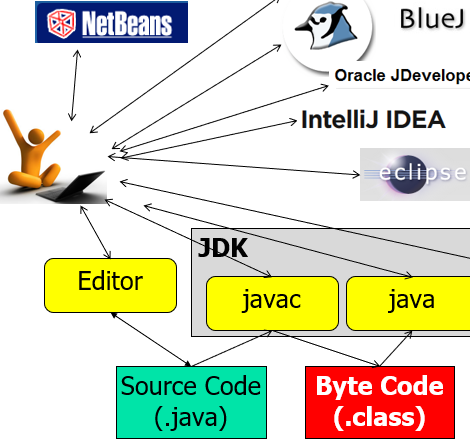 NetBeans
BlueJ
Oracle JDevelope
IntelliJ IDEA
eclipse
JDK
Editor
javac
java
Source Code
(.java)
Byte Code
(.class)